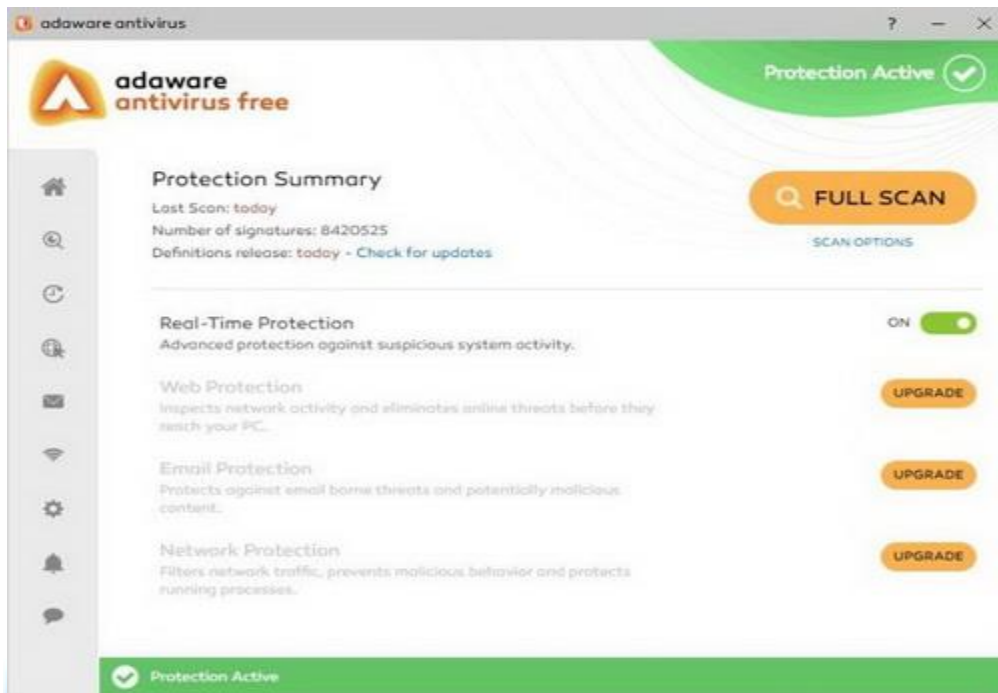 adaware antivirus
? 
adaware
antivirus free
Protection Active
Protection Summary
Last Scan: today
Number of signatures: 8420525
Definitions release: today - Check for updates
FULL SCAN
SCAN OPTIONS
Real-Time Protection
Advanced protection against suspicious system activity.
ON
Web Protection
Inspects network activity and eliminates online threats before they
reach your PC.
UPGRADE
Email Protection
Protects against email borne threats and potentially malicious
content.
UPGRADE
Network Protection
Filters network traffic, prevents malicious behavior and protects
running processes.
UPGRADE
Protection Active